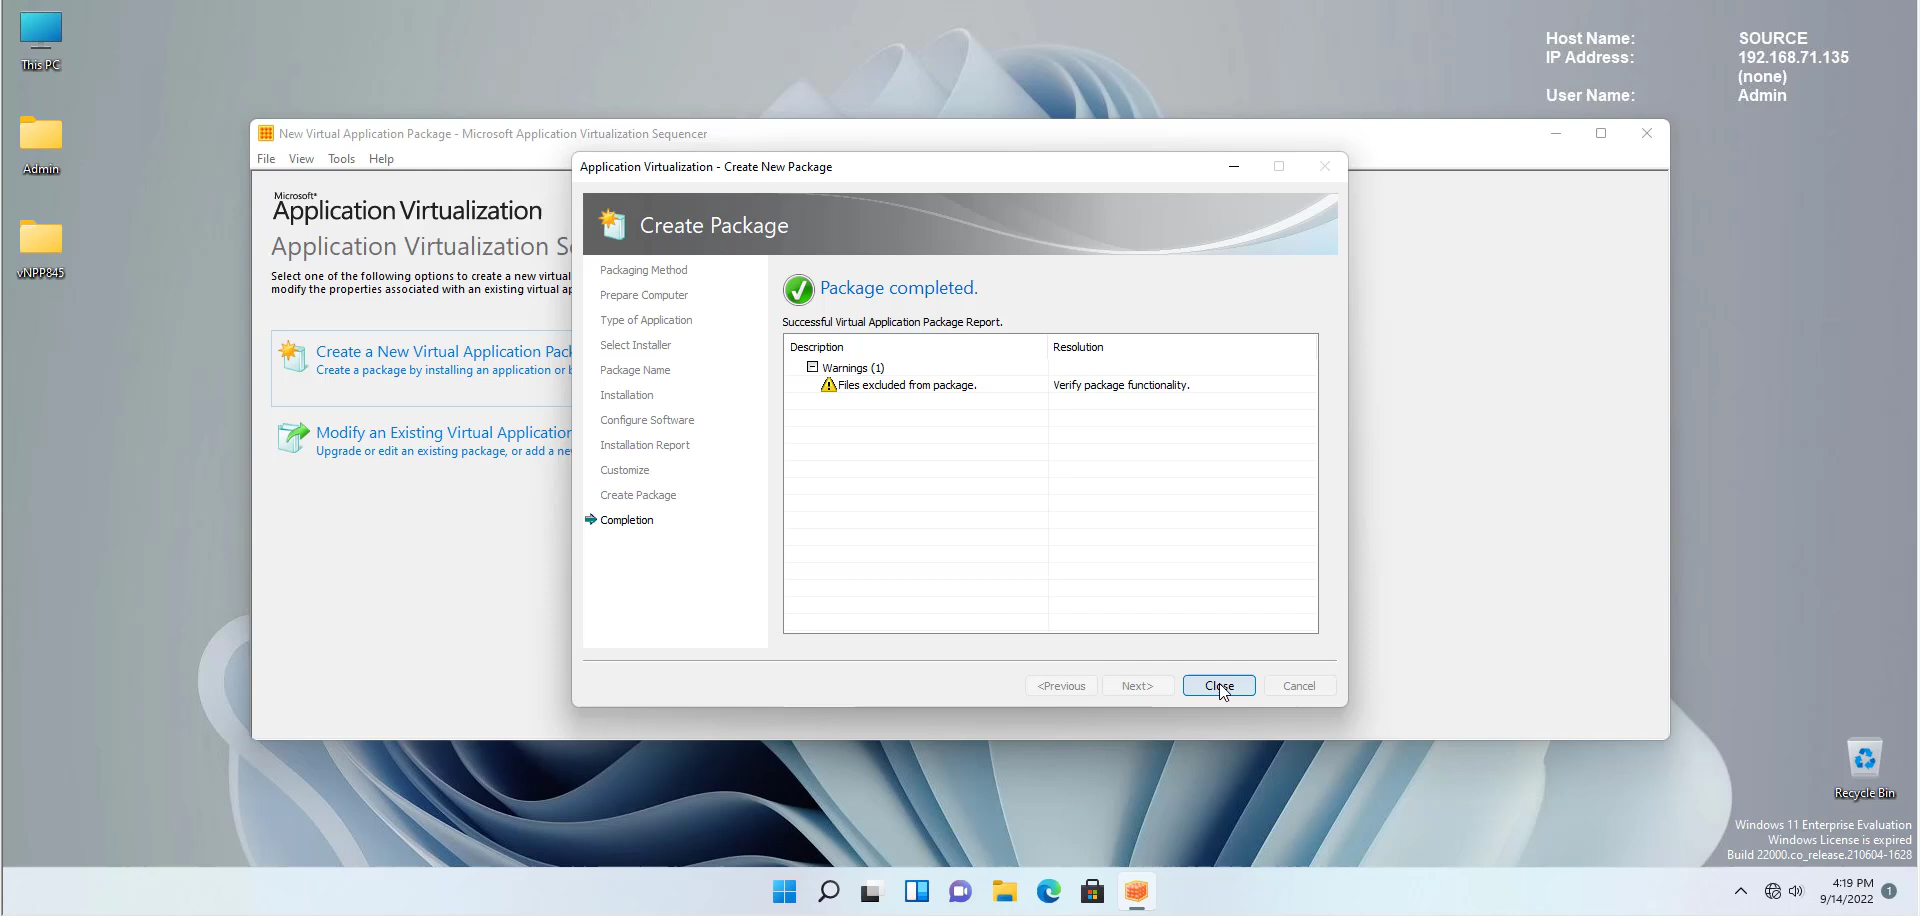 This PC
Admin
vNPP845
Host Name: SOURCE
IP Address: 192.168.71.135
(none)
User Name: Admin
New Virtual Application Package - Microsoft Application Virtualization Sequencer
File View Tools Help
Microsoft®
Application Virtualization
Application Virtualization S
Select one of the following options to create a new virtual
modify the properties associated with an existing virtual ap
Create a New Virtual Application Pack
Create a package by installing an application or b
Modify an Existing Virtual Application
Upgrade or edit an existing package, or add a new
Application Virtualization - Create New Package
Create Package
Packaging Method
Prepare Computer
Type of Application
Select Installer
Package Name
Installation
Configure Software
Installation Report
Customize
Create Package
Completion
Package completed.
Successful Virtual Application Package Report.
Description Resolution
Warnings (1)
Files excluded from package. Verify package functionality.
<Previous Next> Close Cancel
Recycle Bin
Windows 11 Enterprise Evaluation
Windows License is expired
Build 22000.co_release.210604-1628
4:19 PM
9/14/2022
1